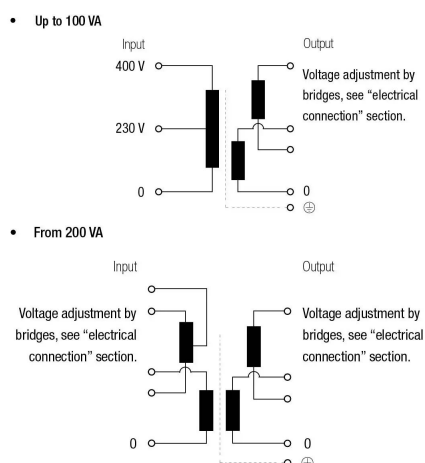 • Up to 100 VA
Input
Output
400 V
Voltage adjustment by
bridges, see “electrical
connection” section.
230 V
0
0
• From 200 VA
Input
Output
Voltage adjustment by
bridges, see “electrical
connection” section.
Voltage adjustment by
bridges, see “electrical
connection” section.
0
0